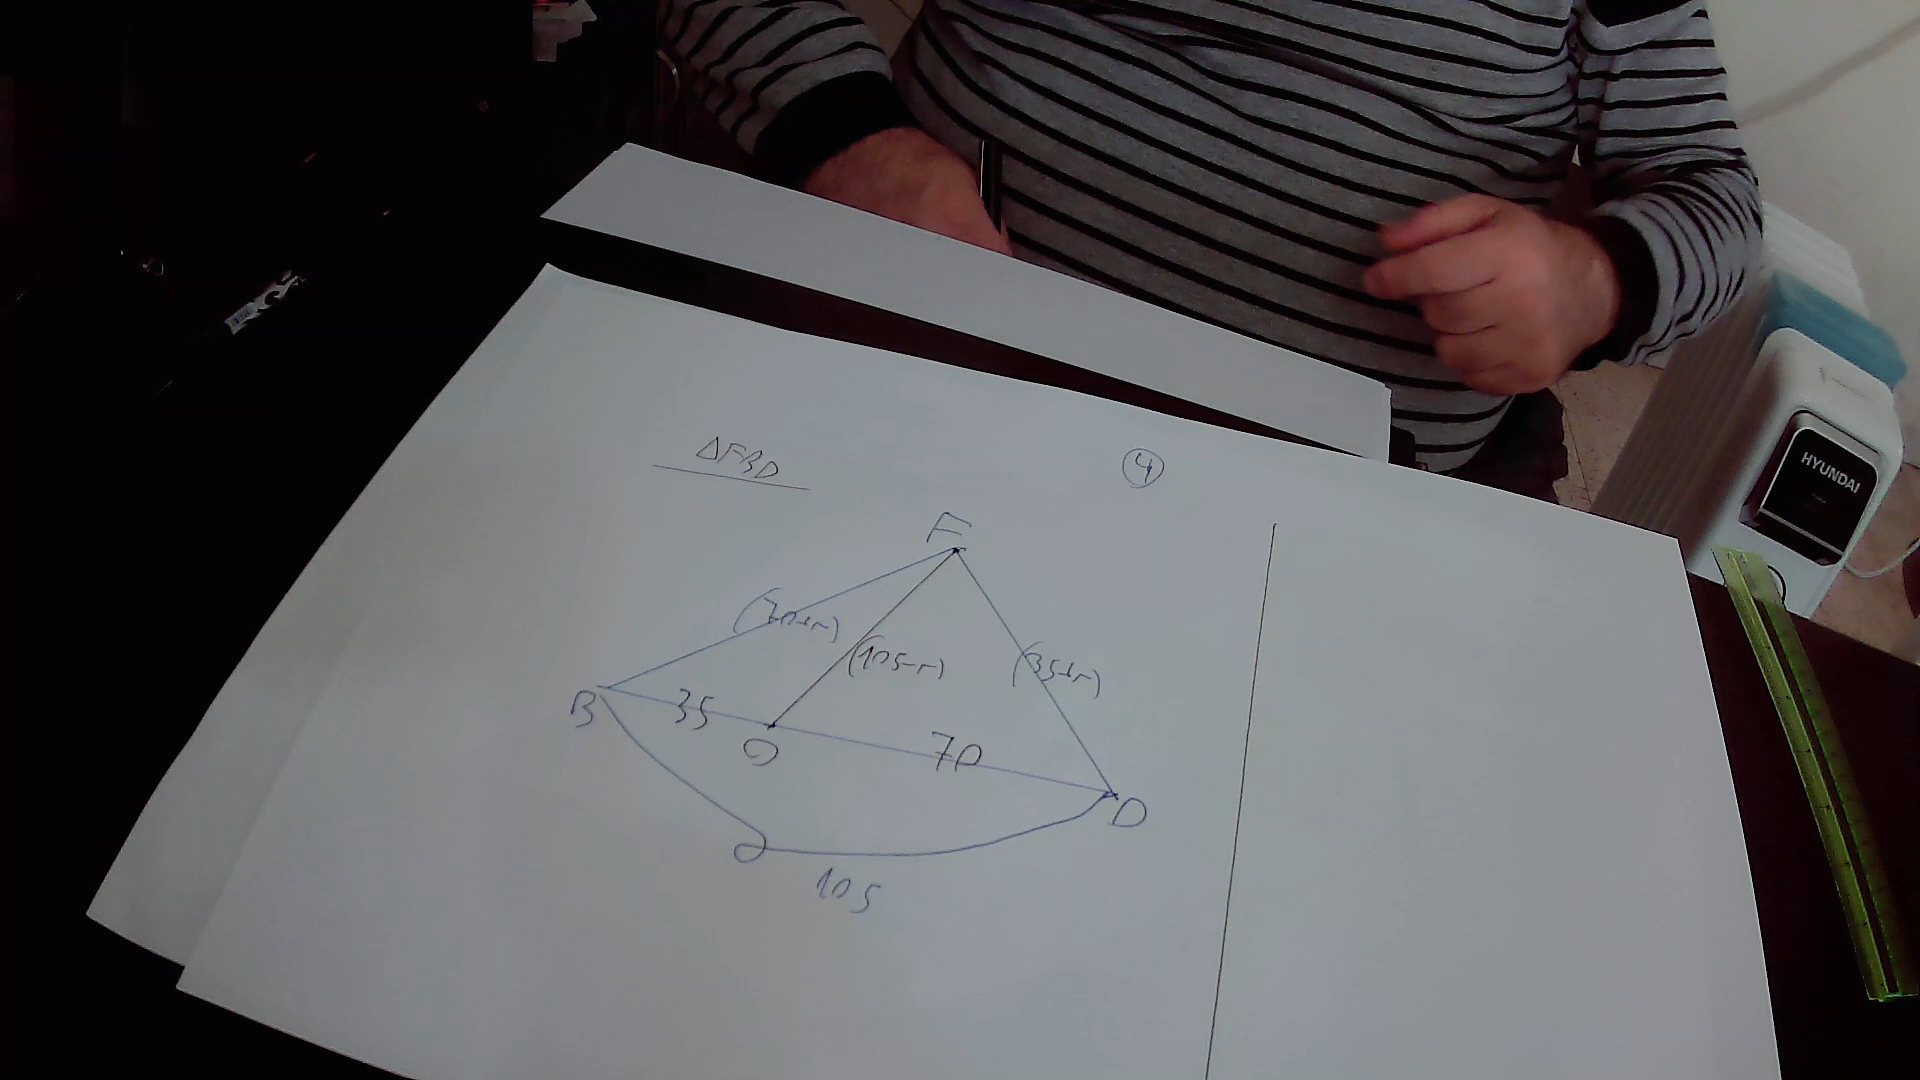 ΔFBD
4
F
(70+r)
(105-r)
(35+r)
B
35
O
70
D
105
HYUNDAI